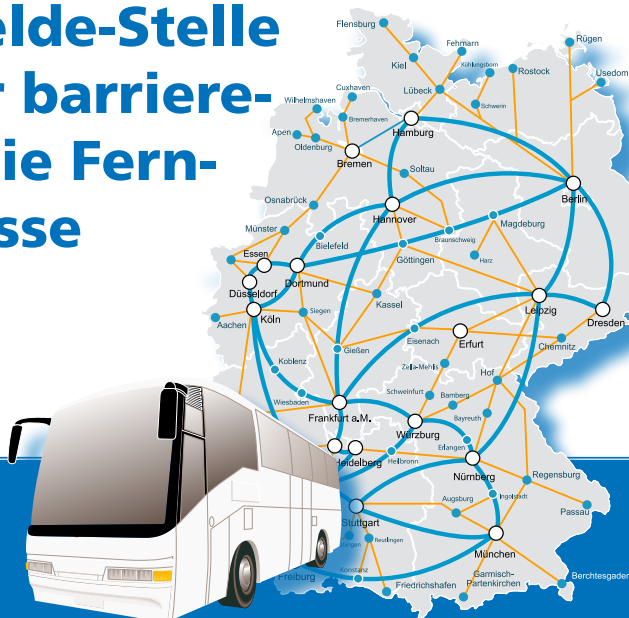 elde-Stelle
r barriere-
ie Fern-
sse
Flensburg
Kiel
Fehmarn
Kühlungsborn
Rostock
Rügen
Usedom
Lübeck
Schwerin
Cuxhaven
Wilhelmshaven
Bremerhaven
Hamburg
Apen
Oldenburg
Bremen
Soltau
Berlin
Osnabrück
Hannover
Münster
Bielefeld
Braunschweig
Magdeburg
Essen
Göttingen
Harz
Düsseldorf
Dortmund
Kassel
Leipzig
Dresden
Aachen
Köln
Siegen
Eisenach
Erfurt
Chemnitz
Gießen
Koblenz
Zella-Mehlis
Hof
Wiesbaden
Schweinfurt
Bamberg
Frankfurt a.M.
Bayreuth
Würzburg
Erlangen
Heidelberg
Heilbronn
Nürnberg
Regensburg
Ingolstadt
Augsburg
Passau
Stuttgart
Reutlingen
München
Konstanz
Freiburg
Friedrichshafen
Garmisch-
Partenkirchen
Berchtesgaden